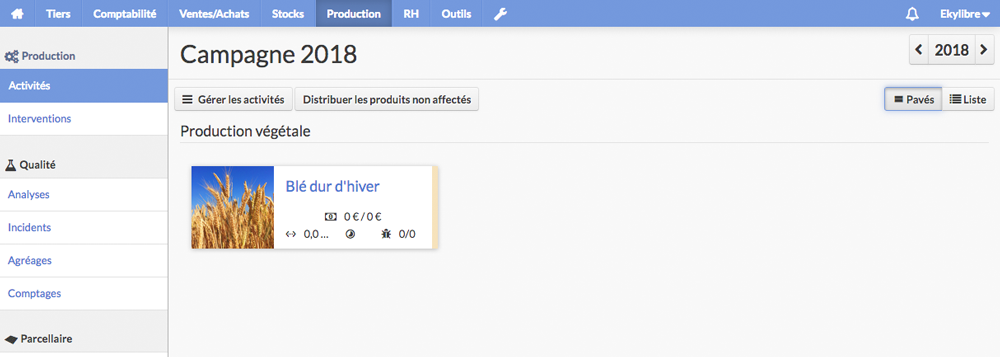 Tiers Comptabilité Ventes/Achats Stocks Production RH Outils Ekylibre
Production
Activités
Interventions
Qualité
Analyses
Incidents
Agréages
Comptages
Parcellaire
Campagne 2018
2018
Gérer les activités Distribuer les produits non affectés Pavés Liste
Production végétale
Blé dur d'hiver
0 € / 0 €
0,0 ... 0/0